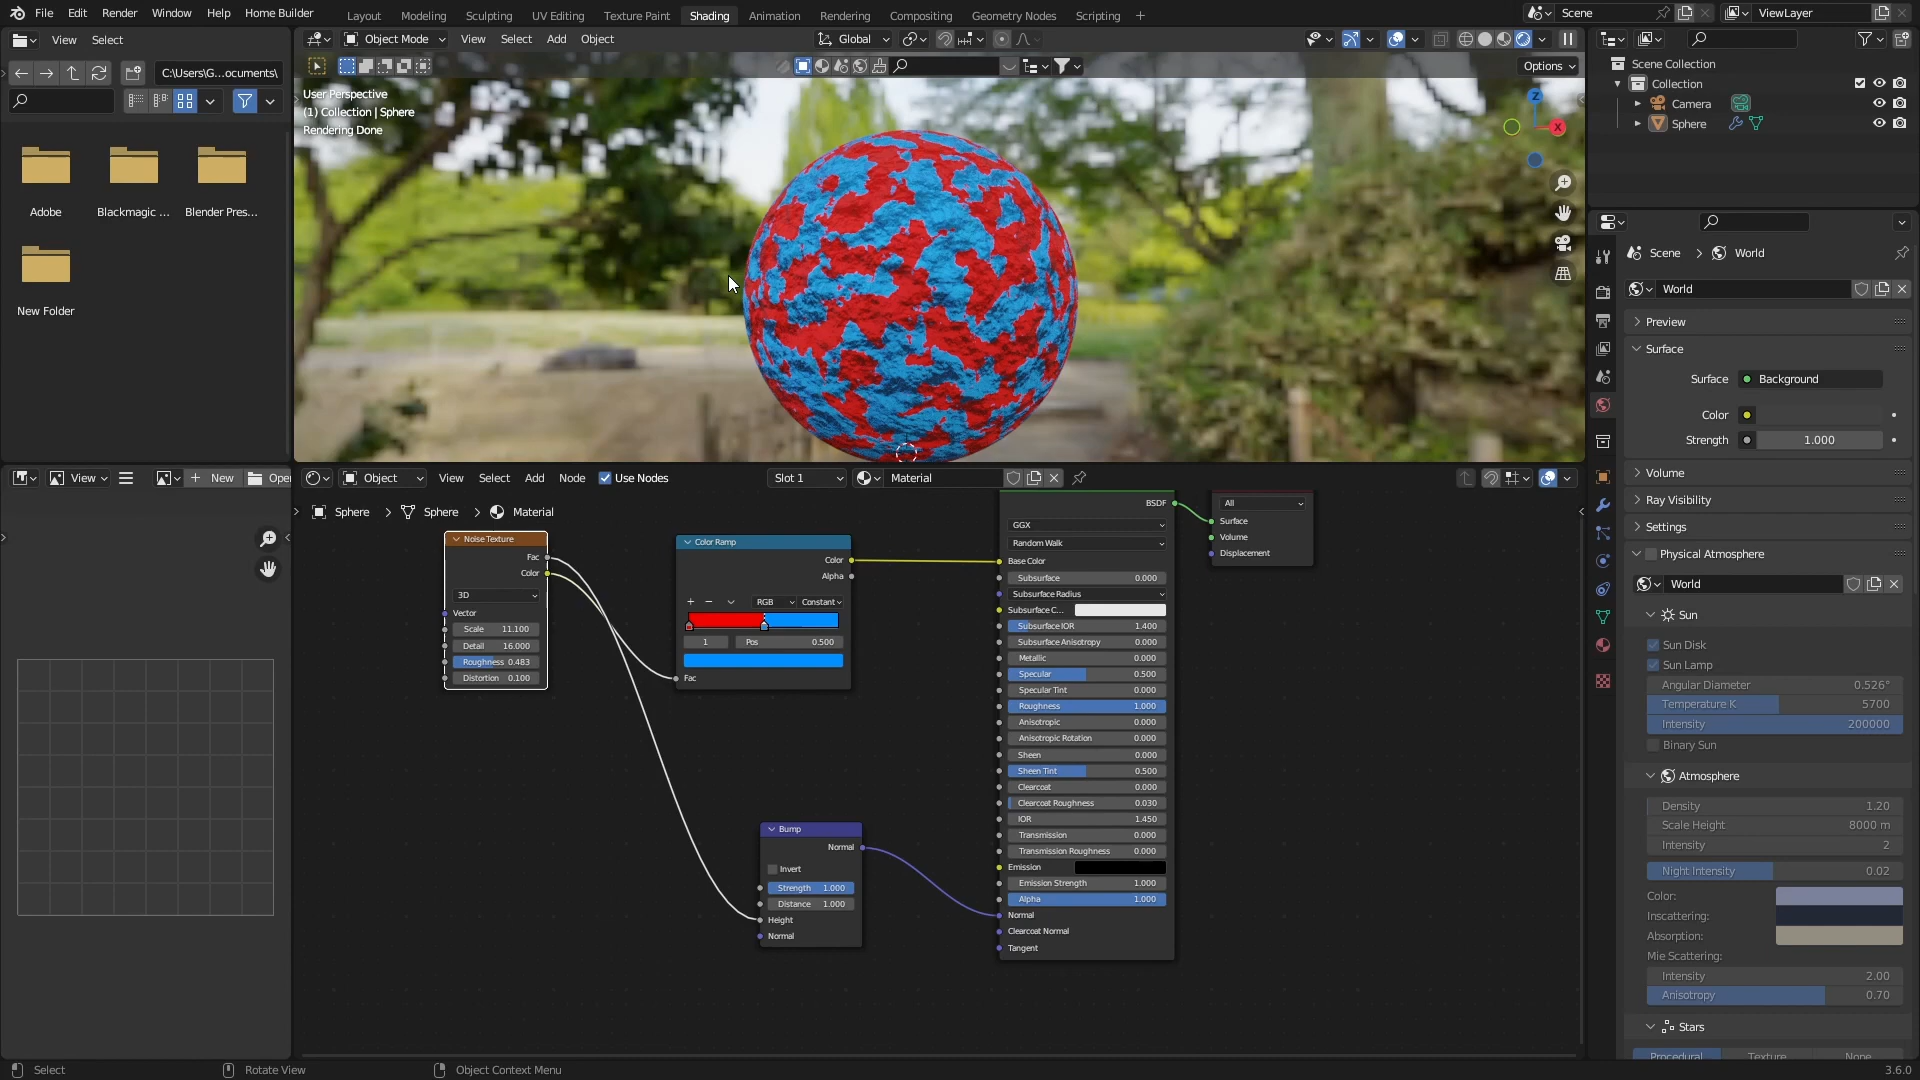 File Edit Render Window Help Home Builder
Layout Modeling Sculpting UV Editing Texture Paint Shading Animation Rendering Compositing Geometry Nodes Scripting +
Scene ViewLayer
View Select
C:\Users\G...ocuments\
Adobe Blackmagic ... Blender Pres...
New Folder
Object Mode View Select Add Object Global
Options
User Perspective
(1) Collection | Sphere
Rendering Done
Z
X
Scene Collection
Collection
Camera
Sphere
Scene > World
World
Preview
Surface
Surface Background
Color
Strength 1.000
Volume
Ray Visibility
Settings
Physical Atmosphere
World
Sun
Sun Disk
Sun Lamp
Angular Diameter 0.526°
Temperature K 5700
Intensity 200000
Binary Sun
Atmosphere
Density 1.20
Scale Height 8000 m
Intensity 2
Night Intensity 0.02
Color:
Inscattering:
Absorption:
Mie Scattering:
Intensity 2.00
Anisotropy 0.70
Stars
Procedural Texture None
View + New Open
Object View Select Add Node Use Nodes Slot 1 Material
Sphere > Sphere > Material
Noise Texture
Fac
Color
3D
Vector
Scale 11.100
Detail 16.000
Roughness 0.483
Distortion 0.100
Color Ramp
Color
Alpha
+ − RGB Constant
1 Pos 0.500
Fac
Bump
Normal
Invert
Strength 1.000
Distance 1.000
Height
Normal
BSDF
GGX
Random Walk
Base Color
Subsurface 0.000
Subsurface Radius
Subsurface C...
Subsurface IOR 1.400
Subsurface Anisotropy 0.000
Metallic 0.000
Specular 0.500
Specular Tint 0.000
Roughness 1.000
Anisotropic 0.000
Anisotropic Rotation 0.000
Sheen 0.000
Sheen Tint 0.500
Clearcoat 0.000
Clearcoat Roughness 0.030
IOR 1.450
Transmission 0.000
Transmission Roughness 0.000
Emission
Emission Strength 1.000
Alpha 1.000
Normal
Clearcoat Normal
Tangent
All
Surface
Volume
Displacement
Select Rotate View Object Context Menu 3.6.0